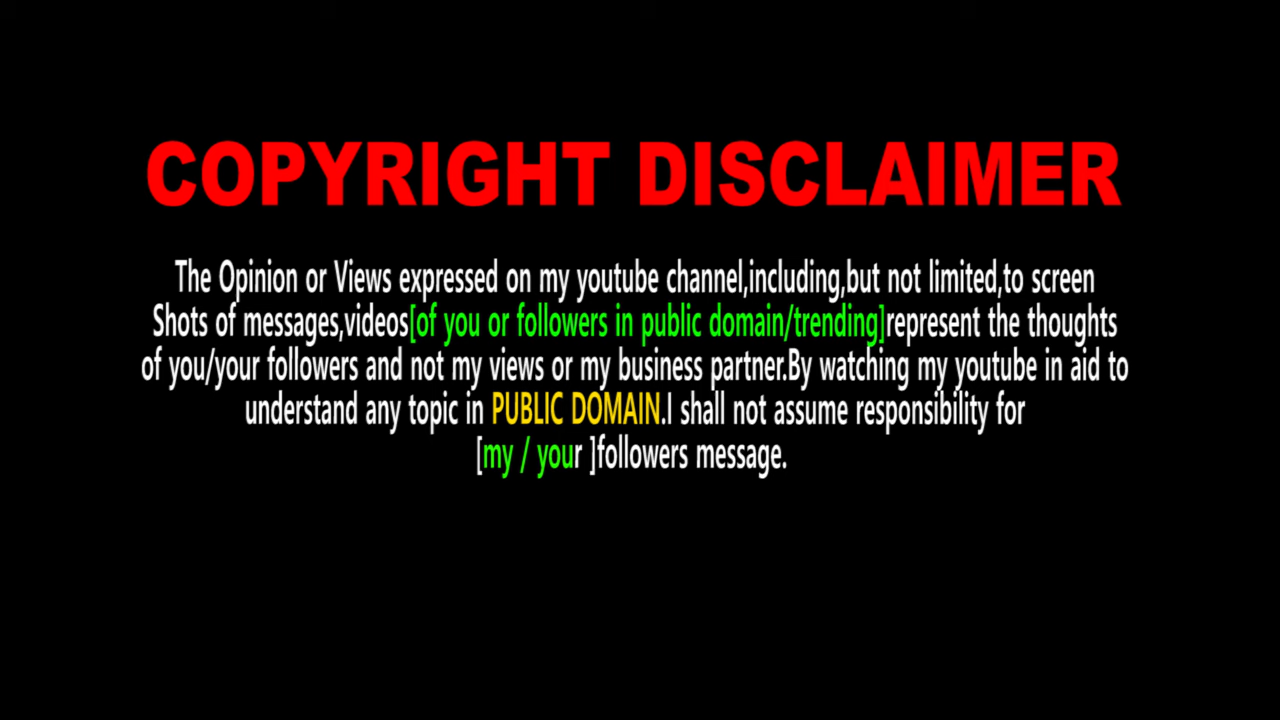 COPYRIGHT DISCLAIMER
The Opinion or Views expressed on my youtube channel,including,but not limited,to screen
Shots of messages,videos[of you or followers in public domain/trending]represent the thoughts
of you/your followers and not my views or my business partner.By watching my youtube in aid to
understand any topic in PUBLIC DOMAIN.I shall not assume responsibility for
[my / your ]followers message.